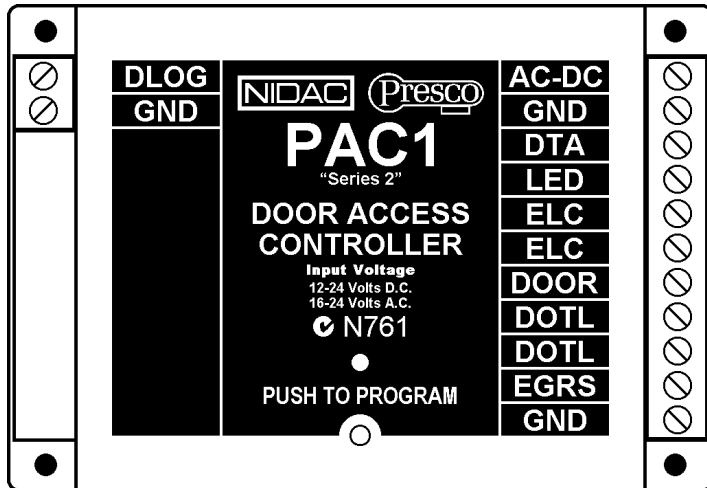 DLOG
GND
NIDAC
Presco
PAC1
"Series 2"
DOOR ACCESS
CONTROLLER
Input Voltage
12-24 Volts D.C.
16-24 Volts A.C.
N761
PUSH TO PROGRAM
AC-DC
GND
DTA
LED
ELC
ELC
DOOR
DOTL
DOTL
EGRS
GND